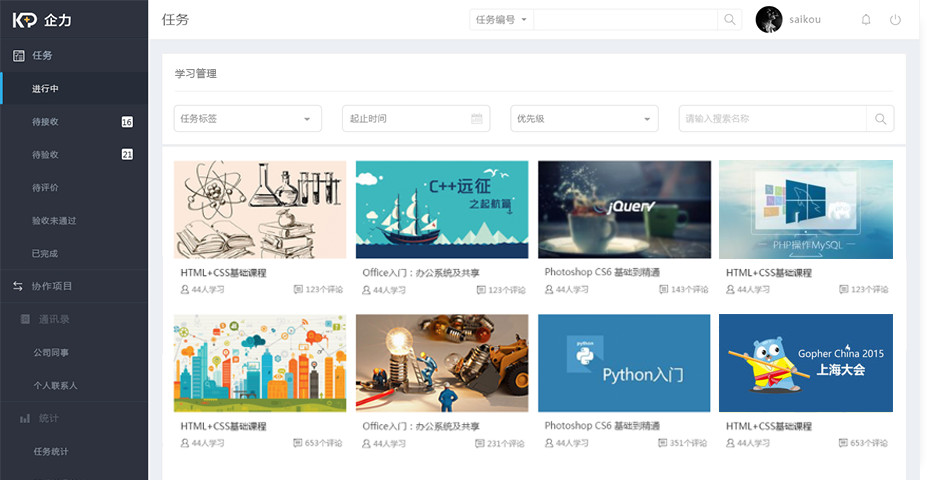 KP 企力
任务
任务编号
saikou
任务
进行中
待接收 16
待验收 21
待评价
验收未通过
已完成
协作项目
通讯录
公司同事
个人联系人
统计
任务统计
学习管理
任务标签
起止时间
优先级
请输入搜索名称
C++远征
之起航篇
jQuery
PHP操作MySQL
HTML+CSS基础课程
Office入门：办公系统及共享
Photoshop CS6 基础到精通
HTML+CSS基础课程
44人学习 123个评论
44人学习 123个评论
44人学习 143个评论
44人学习 123个评论
python
Python入门
Gopher China 2015
上海大会
HTML+CSS基础课程
Office入门：办公系统及共享
Photoshop CS6 基础到精通
HTML+CSS基础课程
44人学习 653个评论
44人学习 231个评论
44人学习 351个评论
44人学习 653个评论